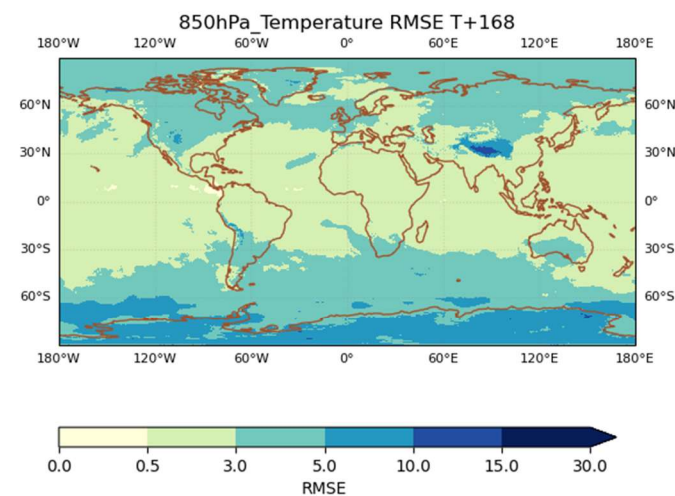 850hPa_Temperature RMSE T+168
180°W 120°W 60°W 0° 60°E 120°E 180°E
60°N 60°N
30°N 30°N
0° 0°
30°S 30°S
60°S 60°S
180°W 120°W 60°W 0° 60°E 120°E 180°E
0.0 0.5 3.0 5.0 10.0 15.0 30.0
RMSE